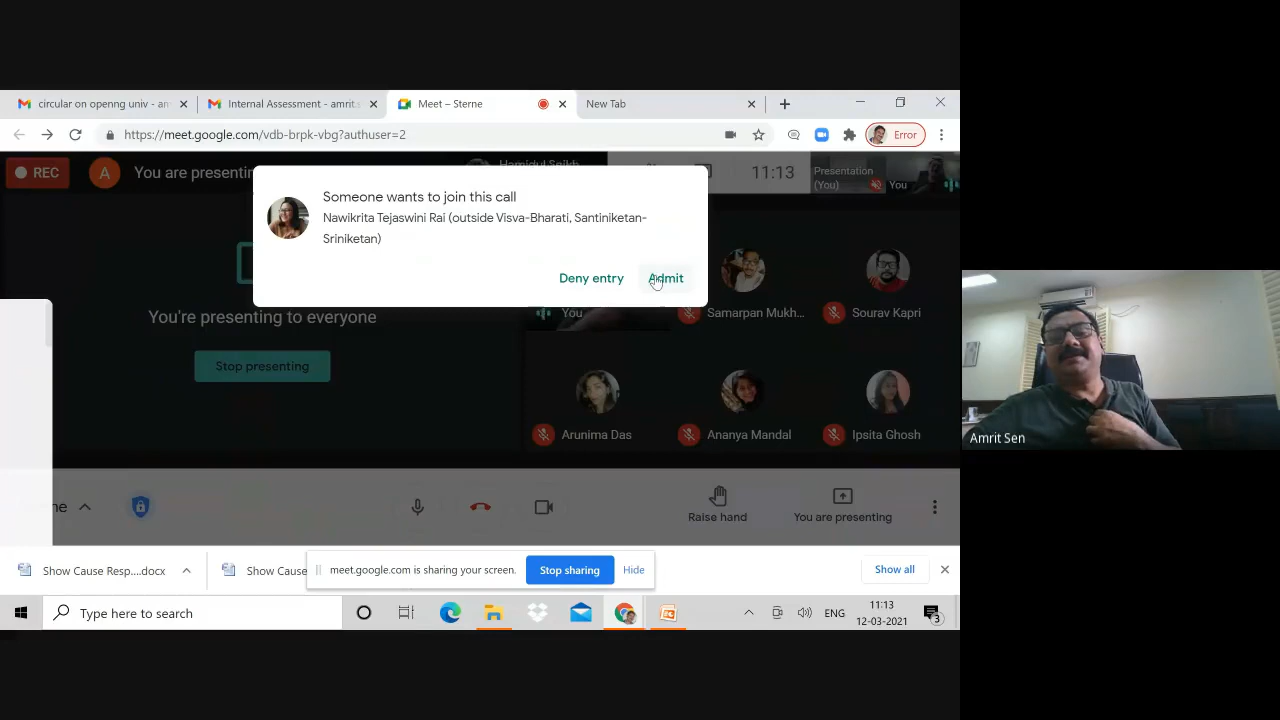 circular on openng univ - am
Internal Assessment - amrit.s
Meet – Sterne
New Tab
https://meet.google.com/vdb-brpk-vbg?authuser=2
Error
REC
A
You are presenting
11:13
Presentation
(You)
You
Someone wants to join this call
Nawikrita Tejaswini Rai (outside Visva-Bharati, Santiniketan-
Sriniketan)
Deny entry
Admit
You're presenting to everyone
Stop presenting
You
Samarpan Mukh...
Sourav Kapri
Arunima Das
Ananya Mandal
Ipsita Ghosh
Amrit Sen
ne
Raise hand
You are presenting
Show Cause Resp....docx
Show Cause
meet.google.com is sharing your screen.
Stop sharing
Hide
Show all
Type here to search
ENG
11:13
12-03-2021
3